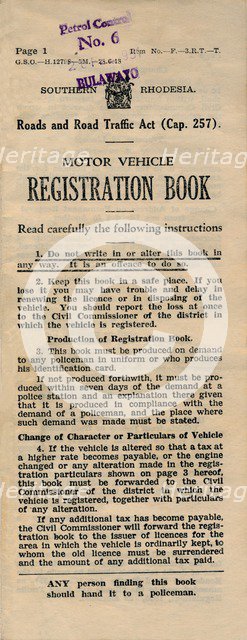 Petrol Control
No. 6
BULAWAYO
Page 1
Rdm No.—F.—3.R.T.—T.
G.S.O.—H.1278—5M.—28-6-48
SOUTHERN RHODESIA.
Roads and Road Traffic Act (Cap. 257).
MOTOR VEHICLE
REGISTRATION BOOK
Read carefully the following instructions
1. Do not write in or alter this book in
any way. It is an offence to do so.
2. Keep this book in a safe place. If you
lose it you may have trouble and delay in
renewing the licence or in disposing of the
vehicle. You should report the loss at once
to the Civil Commissioner of the district in
which the vehicle is registered.
Production of Registration Book.
3. This book must be produced on demand
to any policeman in uniform who produces
his identification card.
If not produced forthwith, it must be pro-
duced within seven days of the demand at a
police station and an explanation there given
that it is produced in compliance with the
demand of a policeman, and the place where
such demand was made must be stated.
Change of Character or Particulars of Vehicle
4. If the vehicle is altered so that a tax at
a higher rate becomes payable, or the engine
changed or any alteration made in the regis-
tration particulars shown on page 3 hereof,
this book must be forwarded to the Civil
Commissioner of the district in which the
vehicle is registered, together with particulars
of any alteration.
If any additional tax has become payable,
the Civil Commissioner will forward the regis-
tration book to the issuer of licences for the
area in which the vehicle is ordinarily kept, to
whom the old licence must be surrendered
and the amount of any additional tax paid.
ANY person finding this book
should hand it to a policeman.
Heritage
Images